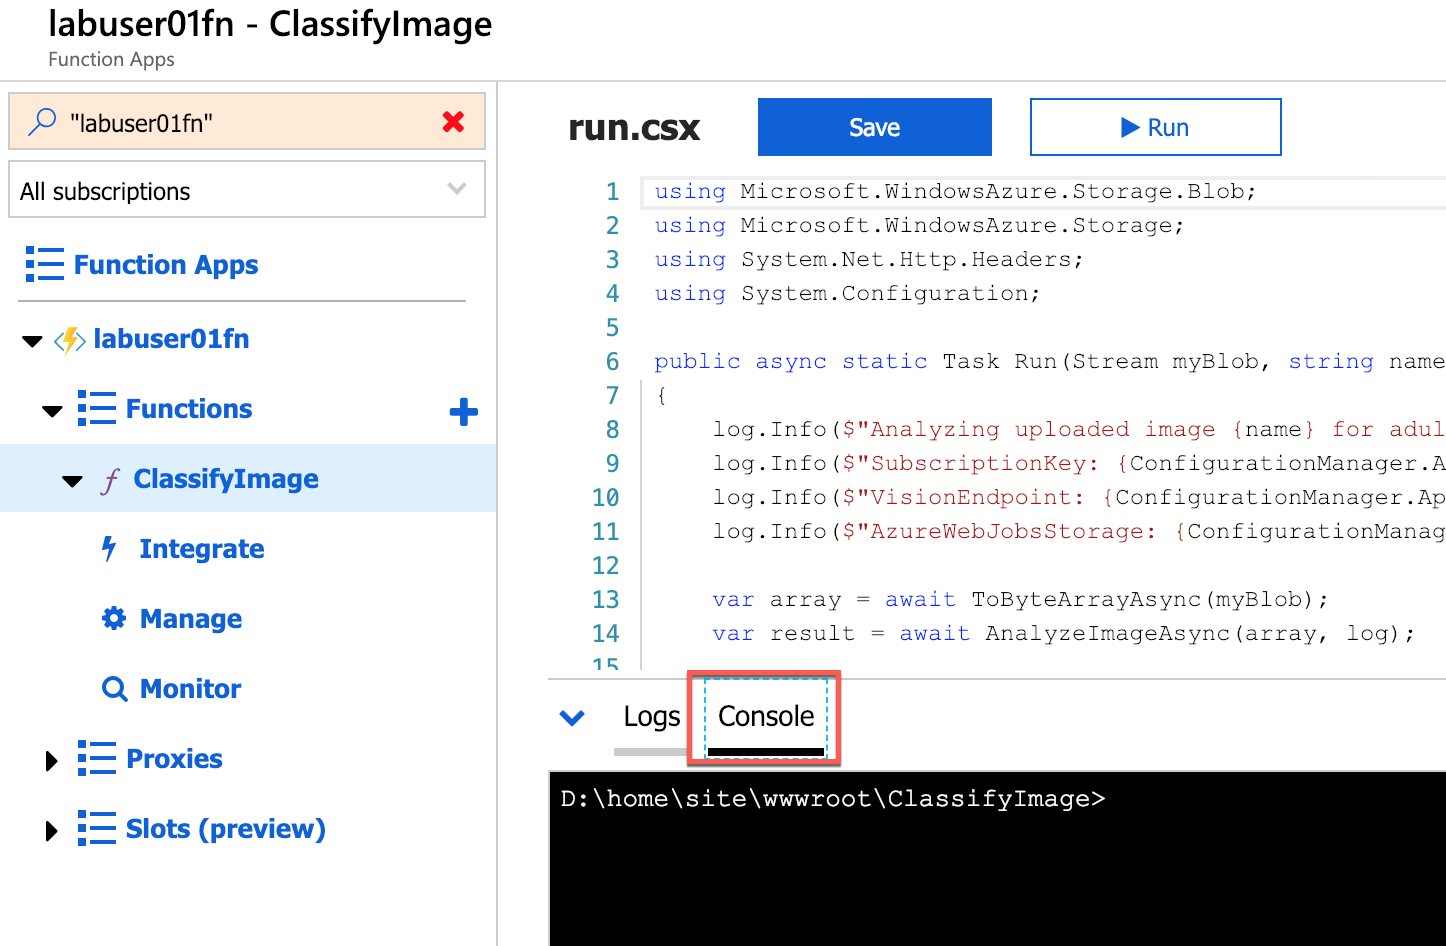 labuser01fn - ClassifyImage
Function Apps
"labuser01fn"
All subscriptions
Function Apps
labuser01fn
Functions
ClassifyImage
Integrate
Manage
Monitor
Proxies
Slots (preview)
run.csx
Save
Run
1 using Microsoft.WindowsAzure.Storage.Blob;
2 using Microsoft.WindowsAzure.Storage;
3 using System.Net.Http.Headers;
4 using System.Configuration;
5
6 public async static Task Run(Stream myBlob, string name
7 {
8 log.Info($"Analyzing uploaded image {name} for adul
9 log.Info($"SubscriptionKey: {ConfigurationManager.A
10 log.Info($"VisionEndpoint: {ConfigurationManager.Ap
11 log.Info($"AzureWebJobsStorage: {ConfigurationManag
12
13 var array = await ToByteArrayAsync(myBlob);
14 var result = await AnalyzeImageAsync(array, log);
15
Logs
Console
D:\home\site\wwwroot\ClassifyImage>